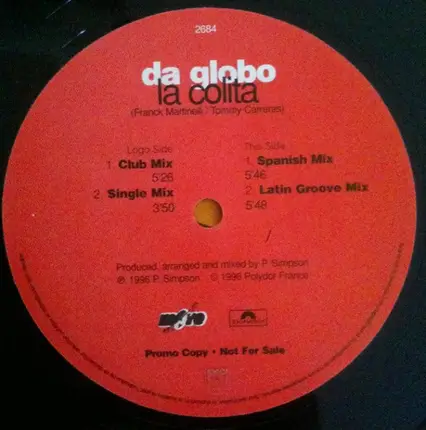 2684
da globo
la colita
(Franck Martinelli / Tommy Carreras)
Logo Side
1 Club Mix
5'28
2 Single Mix
3'50
This Side
1. Spanish Mix
5'46
2 Latin Groove Mix
5'48
Produced, arranged and mixed by P. Simpson
℗ 1998 P. Simpson © 1998 Polydor France
Polydor
Promo Copy • Not For Sale